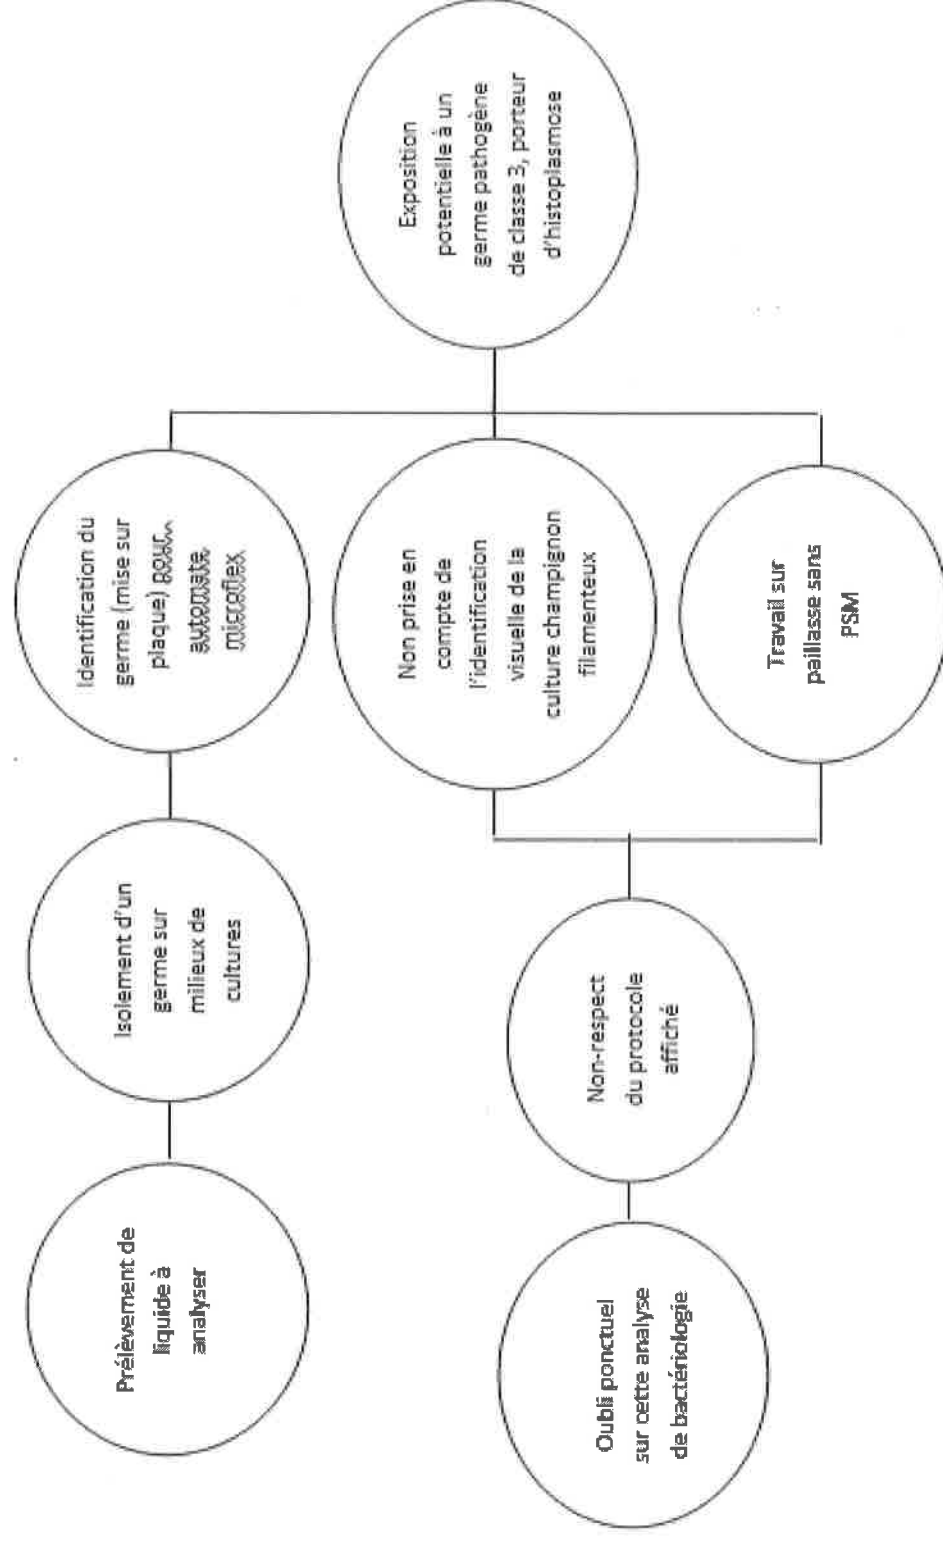 Prélèvement de
liquide à
analyser
Isolement d'un
germe sur
milieux de
cultures
Identification du
germe (mise sur
plaque) pour
automate
microflex
Oubli ponctuel
sur cette analyse
de bactériologie
Non-respect
du protocole
affiché
Non prise en
compte de
l'identification
visuelle de la
culture champignon
filamenteux
Travail sur
paillasse sans
PSM
Exposition
potentielle à un
germe pathogène
de classe 3, porteur
d'histoplasmose